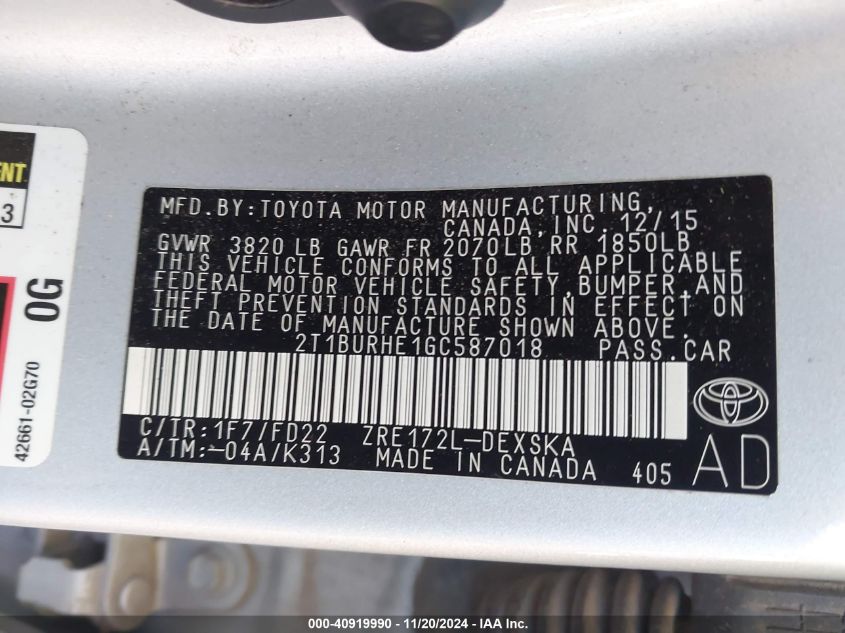 ENT
3
0G
42661-02G70
MFD.BY:TOYOTA MOTOR MANUFACTURING,
CANADA,INC. 12/15
GVWR 3820 LB GAWR FR 2070LB RR 1850LB
THIS VEHICLE CONFORMS TO ALL APPLICABLE
FEDERAL MOTOR VEHICLE SAFETY,BUMPER,AND
THEFT PREVENTION STANDARDS IN EFFECT ON
THE DATE OF MANUFACTURE SHOWN ABOVE.
2T1BURHE1GC587018 PASS.CAR
C/TR:1F7/FD22 ZRE172L-DEXSKA
A/TM:-04A/K313 MADE IN CANADA 405
AD
000-40919990 - 11/20/2024 - IAA, Inc.